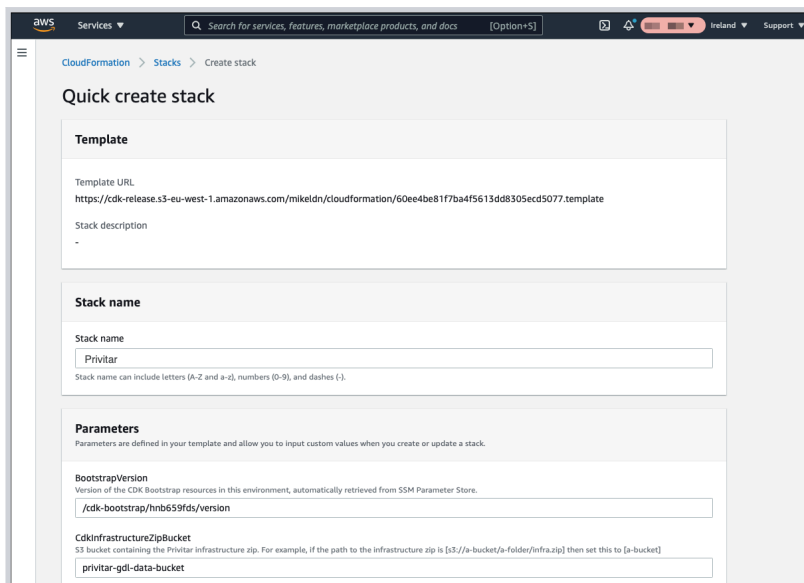 aws Services ▼ Search for services, features, marketplace products, and docs [Option+S] Ireland ▼ Support ▼
CloudFormation > Stacks > Create stack
Quick create stack
Template
Template URL
https://cdk-release.s3-eu-west-1.amazonaws.com/mikeldn/cloudformation/60ee4be81f7ba4f5613dd8305ecd5077.template
Stack description
-
Stack name
Stack name
Privitar
Stack name can include letters (A-Z and a-z), numbers (0-9), and dashes (-).
Parameters
Parameters are defined in your template and allow you to input custom values when you create or update a stack.
BootstrapVersion
Version of the CDK Bootstrap resources in this environment, automatically retrieved from SSM Parameter Store.
/cdk-bootstrap/hnb659fds/version
CdkInfrastructureZipBucket
S3 bucket containing the Privitar infrastructure zip. For example, if the path to the infrastructure zip is [s3://a-bucket/a-folder/infra.zip] then set this to [a-bucket]
privitar-gdl-data-bucket